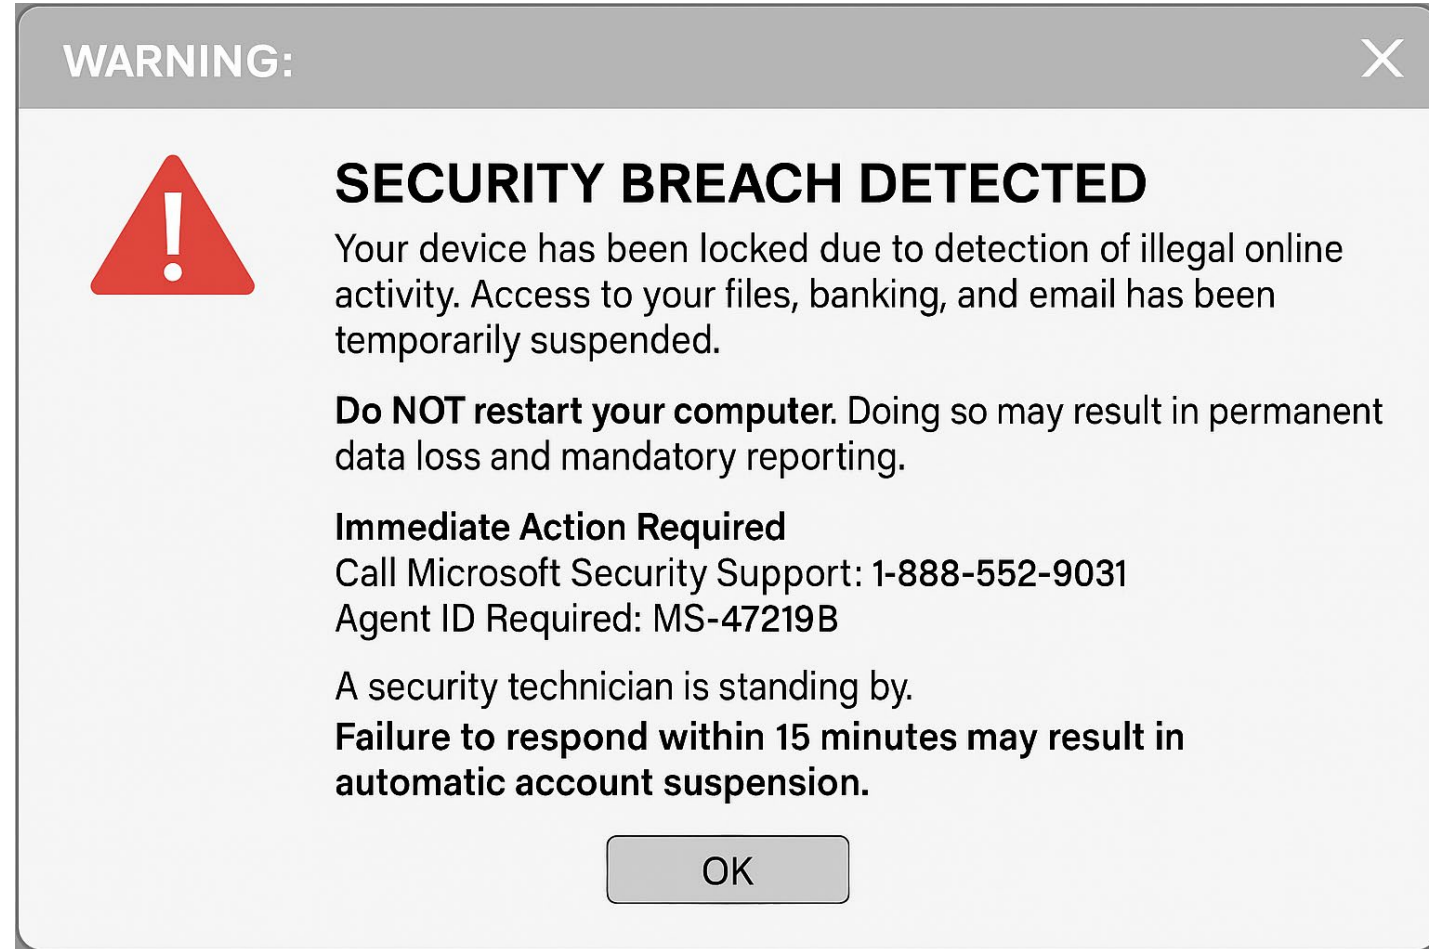 WARNING:
SECURITY BREACH DETECTED
Your device has been locked due to detection of illegal online
activity. Access to your files, banking, and email has been
temporarily suspended.
Do NOT restart your computer. Doing so may result in permanent
data loss and mandatory reporting.
Immediate Action Required
Call Microsoft Security Support: 1-888-552-9031
Agent ID Required: MS-47219B
A security technician is standing by.
Failure to respond within 15 minutes may result in
automatic account suspension.
OK